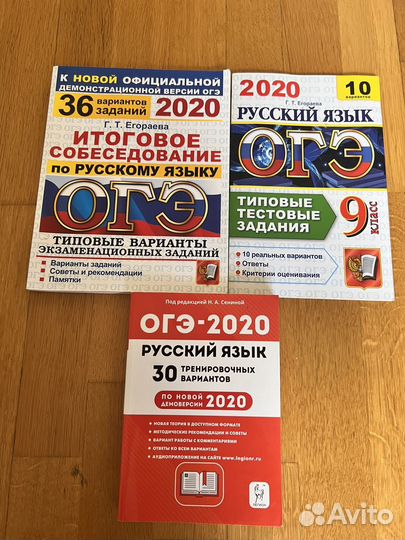 К НОВОЙ ОФИЦИАЛЬНОЙ
ДЕМОНСТРАЦИОННОЙ ВЕРСИИ ОГЭ
36 вариантов заданий 2020
Г. Т. Егораева
ИТОГОВОЕ
СОБЕСЕДОВАНИЕ
ПО РУССКОМУ ЯЗЫКУ
ОГЭ
ТИПОВЫЕ ВАРИАНТЫ
ЭКЗАМЕНАЦИОННЫХ ЗАДАНИЙ
Варианты заданий
Советы и рекомендации
Памятки
2020
10 вариантов
Г. Т. Егораева
РУССКИЙ ЯЗЫК
ОГЭ
ТИПОВЫЕ
ТЕСТОВЫЕ
ЗАДАНИЯ
9 класс
10 реальных вариантов
Ответы
Критерии оценивания
Под редакцией Н. А. Сениной
ОГЭ-2020
РУССКИЙ ЯЗЫК
30 ТРЕНИРОВОЧНЫХ
ВАРИАНТОВ
ПО НОВОЙ
ДЕМОВЕРСИИ 2020
НОВАЯ ТЕОРИЯ В ДОСТУПНОМ ФОРМАТЕ
МЕТОДИЧЕСКИЕ РЕКОМЕНДАЦИИ И СОВЕТЫ
ВАРИАНТ РАБОТЫ С КОММЕНТАРИЯМИ
ОТВЕТЫ КО ВСЕМ ВАРИАНТАМ
АУДИОПРИЛОЖЕНИЕ НА САЙТЕ www.legionr.ru
ЛЕГИОН
Avito